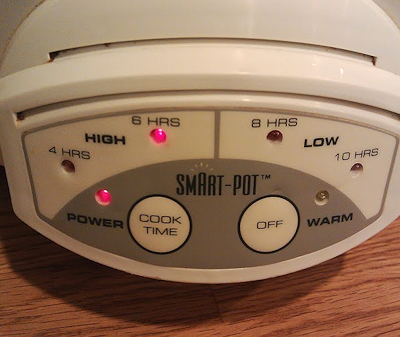 6 HRS
8 HRS
HIGH
LOW
4 HRS
10 HRS
SMART-POT™
POWER
COOK
TIME
OFF
WARM